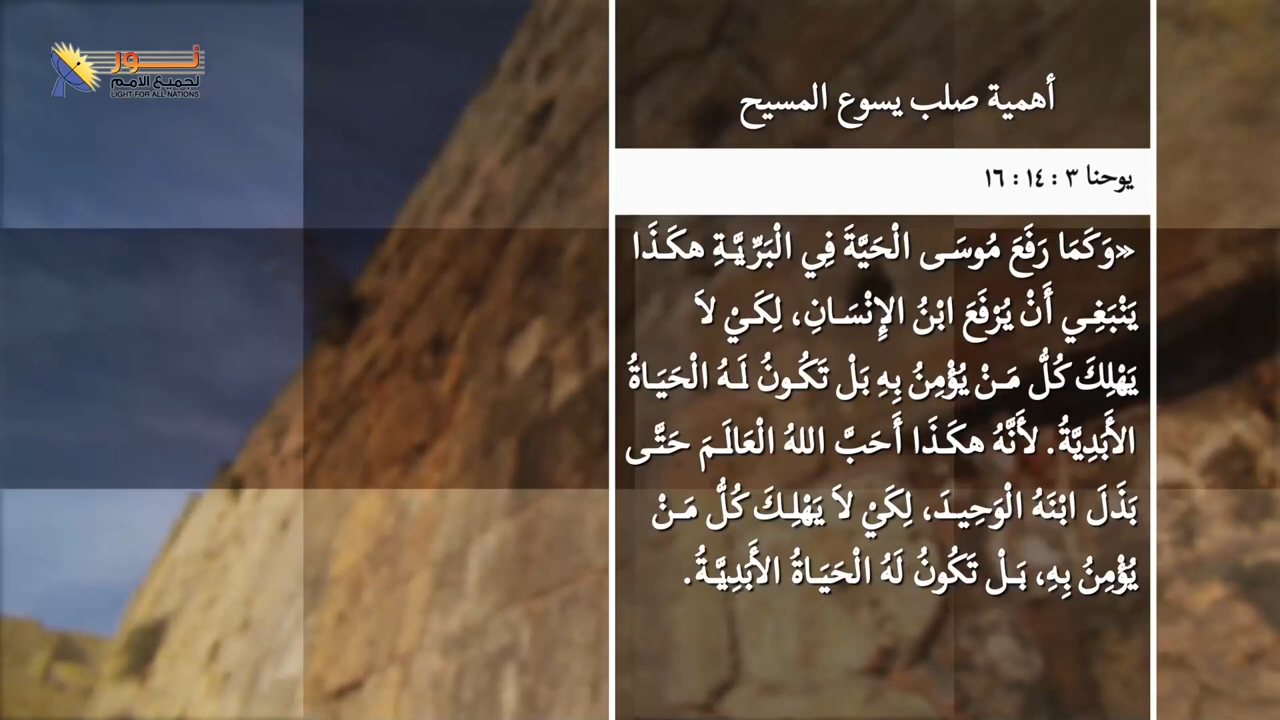 نور
لجميع الامم
LIGHT FOR ALL NATIONS
أهمية صلب يسوع المسيح
يوحنا ٣ : ١٤ : ١٦
«وَكَمَا رَفَعَ مُوسَى الْحَيَّةَ فِي الْبَرِّيَّةِ هكَذَا
يَنْبَغِي أَنْ يُرْفَعَ ابْنُ الإِنْسَانِ، لِكَيْ لاَ
يَهْلِكَ كُلُّ مَنْ يُؤْمِنُ بِهِ بَلْ تَكُونُ لَهُ الْحَيَاةُ
الأَبَدِيَّةُ. لأَنَّهُ هكَذَا أَحَبَّ اللهُ الْعَالَمَ حَتَّى
بَذَلَ ابْنَهُ الْوَحِيدَ، لِكَيْ لاَ يَهْلِكَ كُلُّ مَنْ
يُؤْمِنُ بِهِ، بَلْ تَكُونُ لَهُ الْحَيَاةُ الأَبَدِيَّةُ.